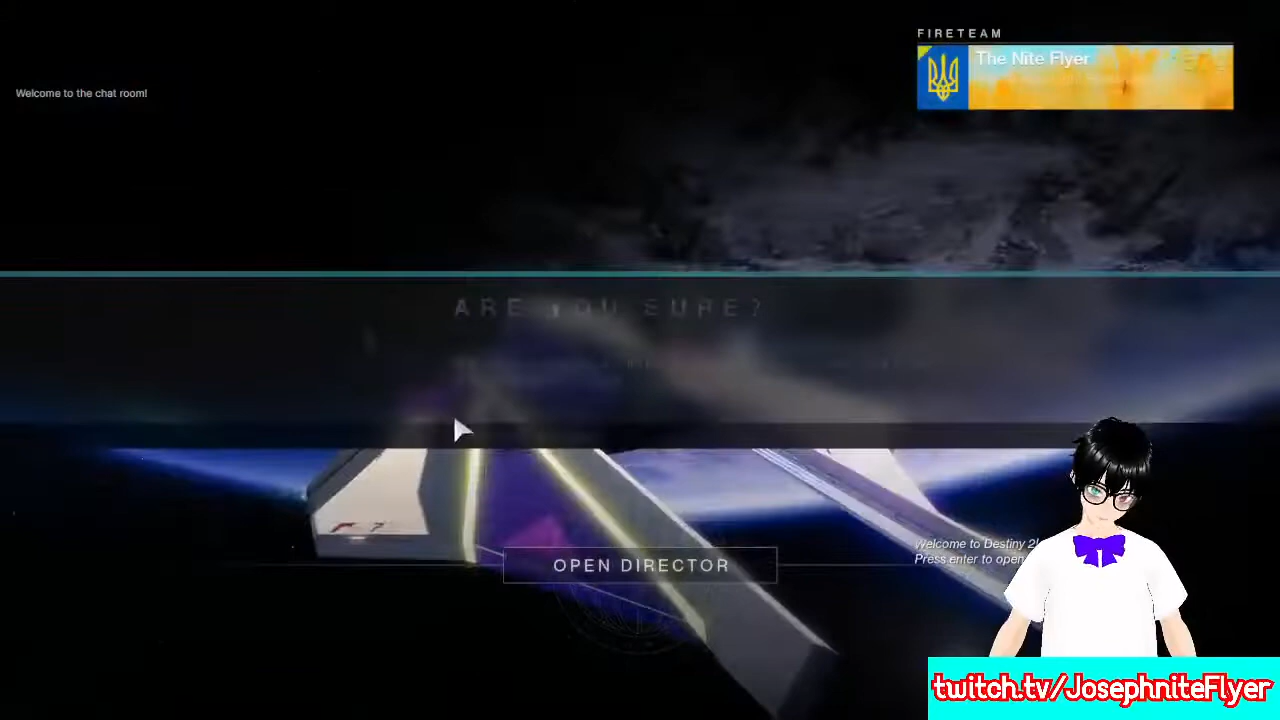 FIRETEAM
The Nite Flyer
Welcome to the chat room!
ARE YOU SURE?
Welcome to Destiny 2!
Press enter to open
OPEN DIRECTOR
twitch.tv/JosephniteFlyer